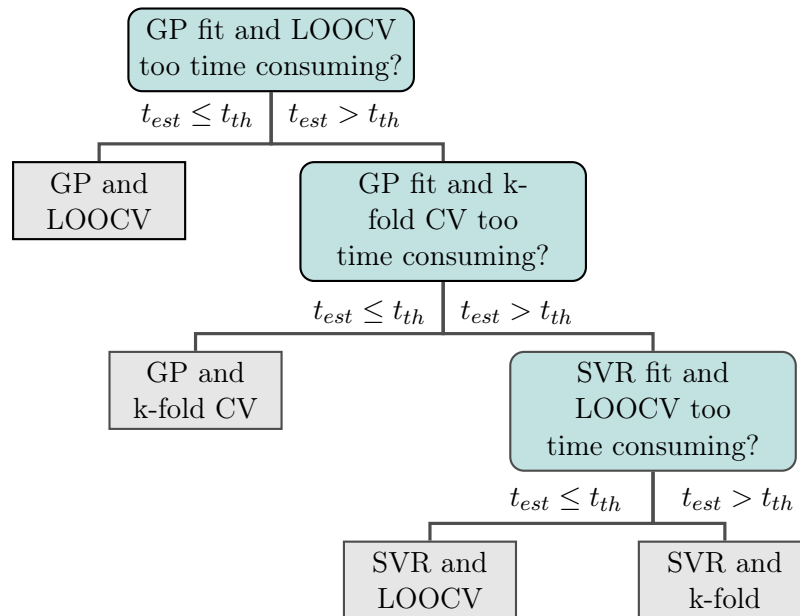 GP fit and LOOCV
too time consuming?
t_est ≤ t_th
t_est > t_th
GP and
LOOCV
GP fit and k-
fold CV too
time consuming?
t_est ≤ t_th
t_est > t_th
GP and
k-fold CV
SVR fit and
LOOCV too
time consuming?
t_est ≤ t_th
t_est > t_th
SVR and
LOOCV
SVR and
k-fold